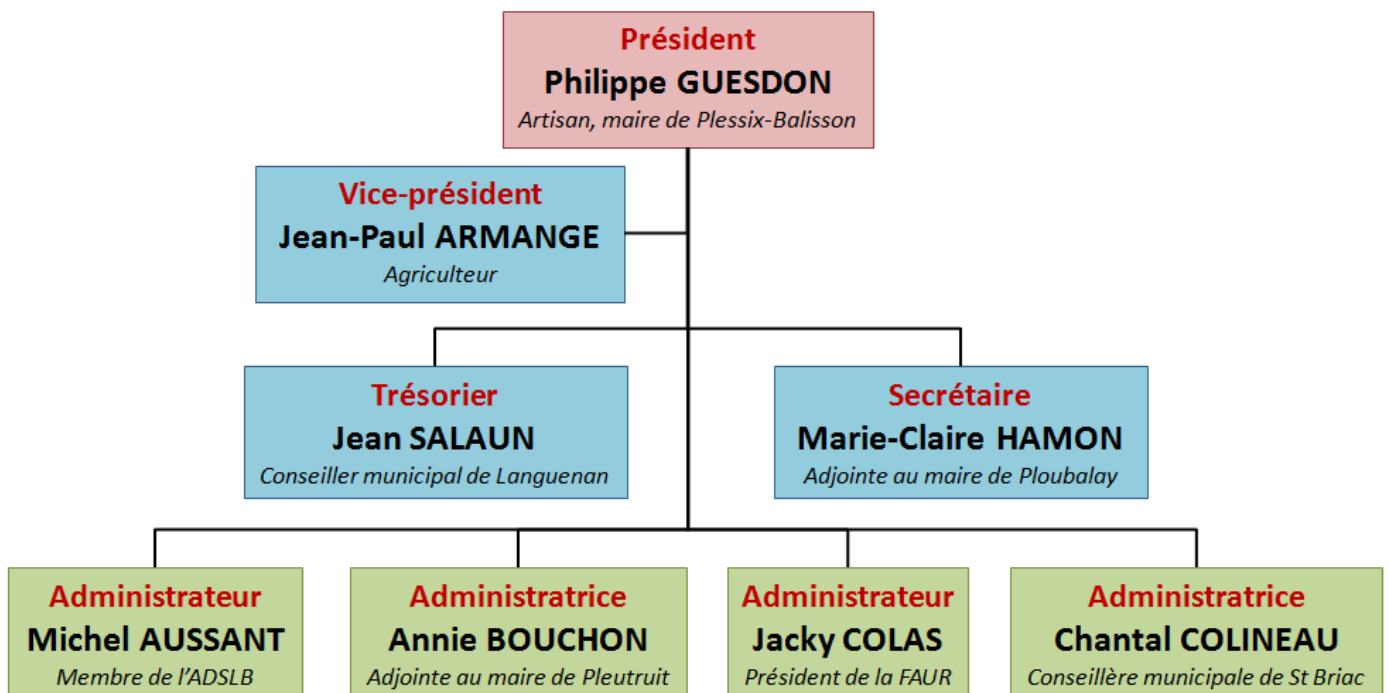 Président
Philippe GUESDON
Artisan, maire de Plessix-Balisson
Vice-président
Jean-Paul ARMANGE
Agriculteur
Trésorier
Jean SALAUN
Conseiller municipal de Languenan
Secrétaire
Marie-Claire HAMON
Adjointe au maire de Ploubalay
Administrateur
Michel AUSSANT
Membre de l'ADSLB
Administratrice
Annie BOUCHON
Adjointe au maire de Pleutruit
Administrateur
Jacky COLAS
Président de la FAUR
Administratrice
Chantal COLINEAU
Conseillère municipale de St Briac